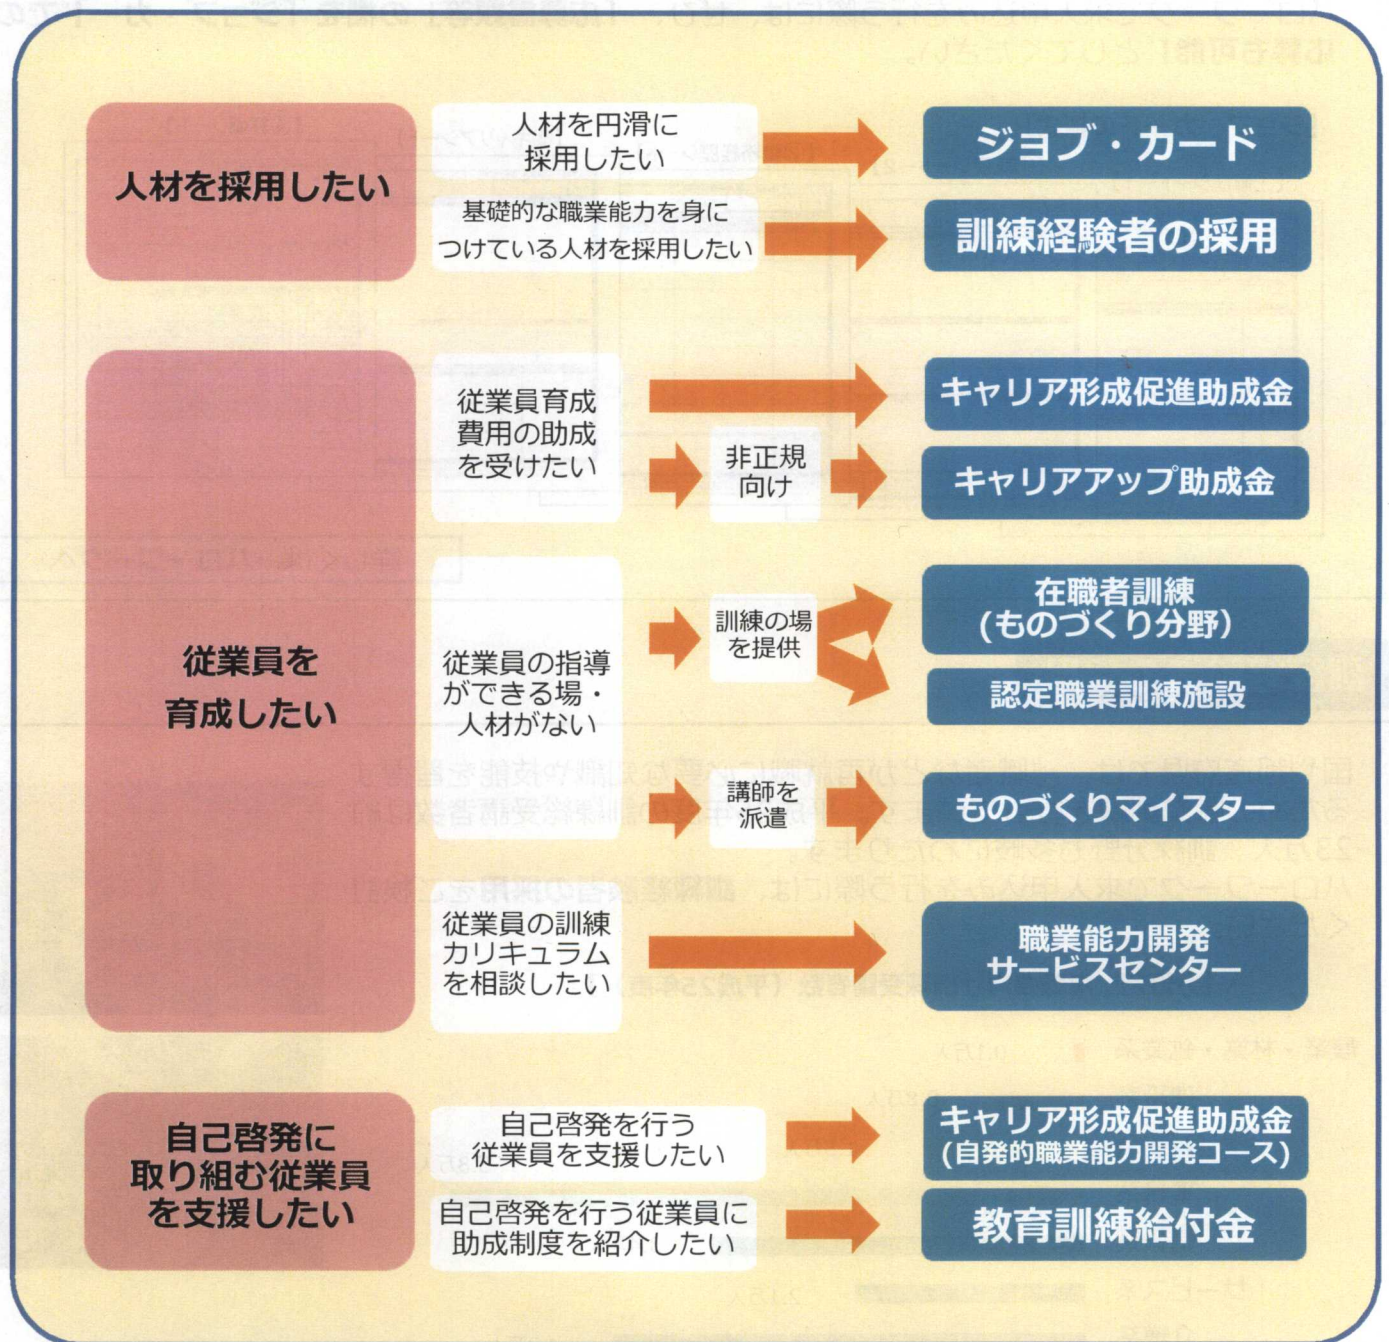 人材を採用したい
人材を円滑に
採用したい
ジョブ・カード
基礎的な職業能力を身に
つけている人材を採用したい
訓練経験者の採用
従業員を
育成したい
従業員育成
費用の助成
を受けたい
キャリア形成促進助成金
非正規
向け
キャリアアップ助成金
従業員の指導
ができる場・
人材がない
訓練の場
を提供
在職者訓練
(ものづくり分野)
認定職業訓練施設
講師を
派遣
ものづくりマイスター
従業員の訓練
カリキュラム
を相談したい
職業能力開発
サービスセンター
自己啓発に
取り組む従業員
を支援したい
自己啓発を行う
従業員を支援したい
キャリア形成促進助成金
(自発的職業能力開発コース)
自己啓発を行う従業員に
助成制度を紹介したい
教育訓練給付金